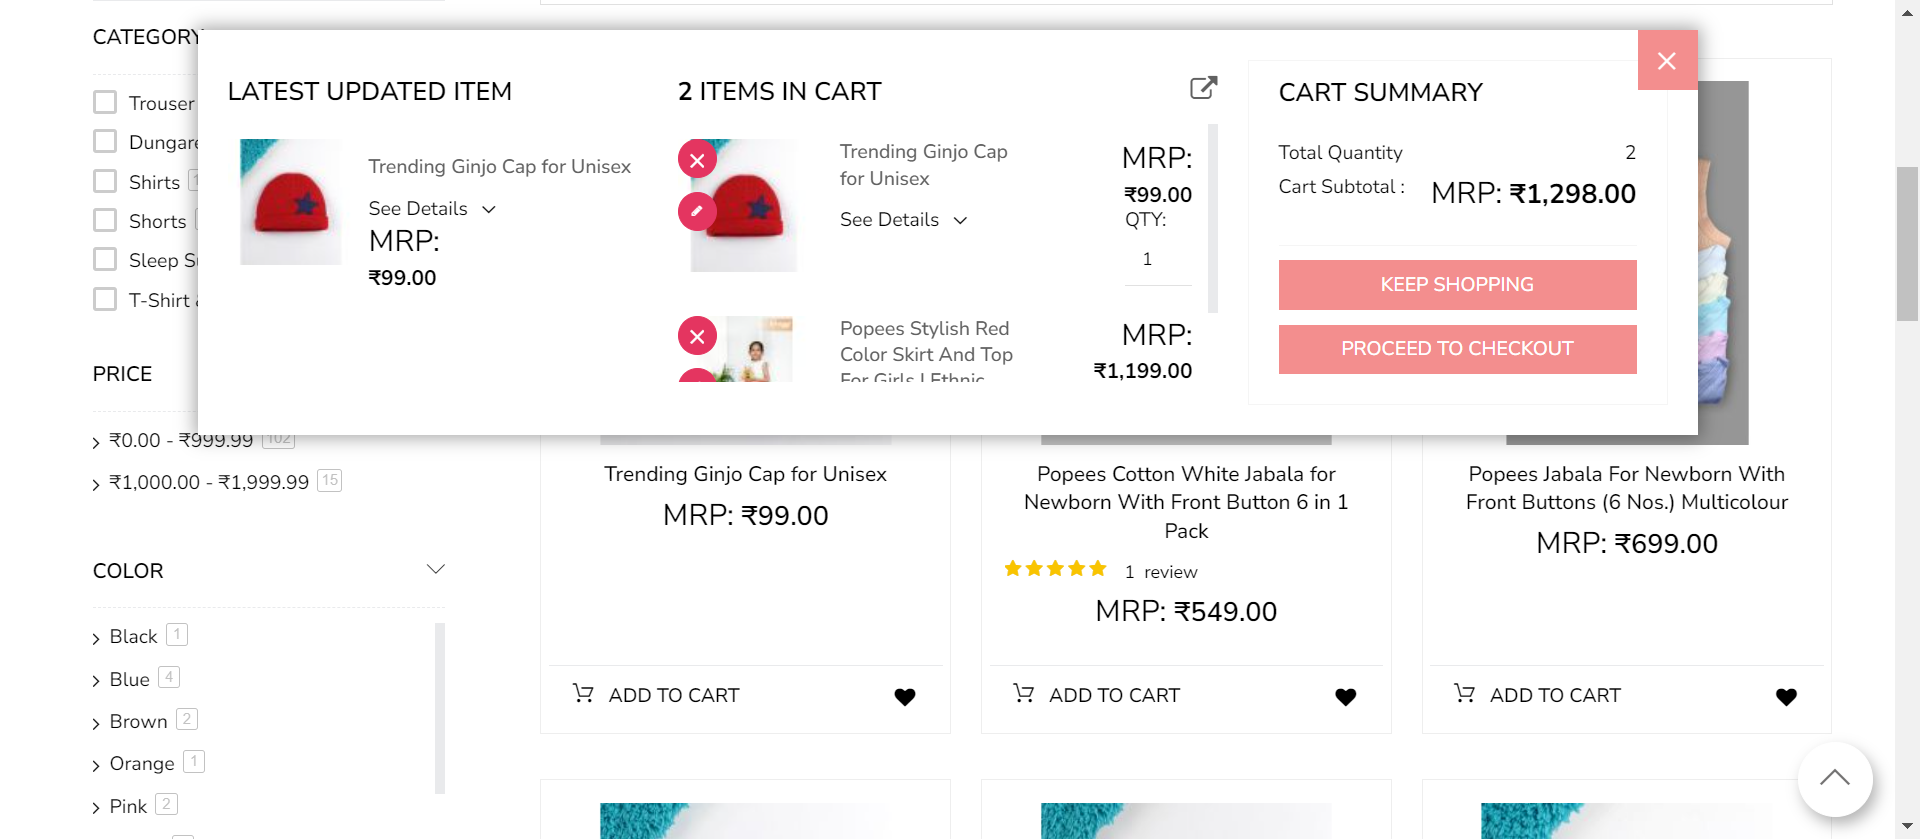 CATEGORY
Trouser
Dungare
Shirts
Shorts
Sleep S
T-Shirt
PRICE
₹0.00 - ₹999.99 102
₹1,000.00 - ₹1,999.99 15
COLOR
Black 1
Blue 4
Brown 2
Orange 1
Pink 2
LATEST UPDATED ITEM
Trending Ginjo Cap for Unisex
See Details
MRP:
₹99.00
2 ITEMS IN CART
Trending Ginjo Cap
for Unisex
See Details
MRP:
₹99.00
QTY:
1
Popees Stylish Red
Color Skirt And Top
For Girls | Ethnic
MRP:
₹1,199.00
CART SUMMARY
Total Quantity 2
Cart Subtotal : MRP: ₹1,298.00
KEEP SHOPPING
PROCEED TO CHECKOUT
Trending Ginjo Cap for Unisex
MRP: ₹99.00
ADD TO CART
Popees Cotton White Jabala for
Newborn With Front Button 6 in 1
Pack
1 review
MRP: ₹549.00
ADD TO CART
Popees Jabala For Newborn With
Front Buttons (6 Nos.) Multicolour
MRP: ₹699.00
ADD TO CART